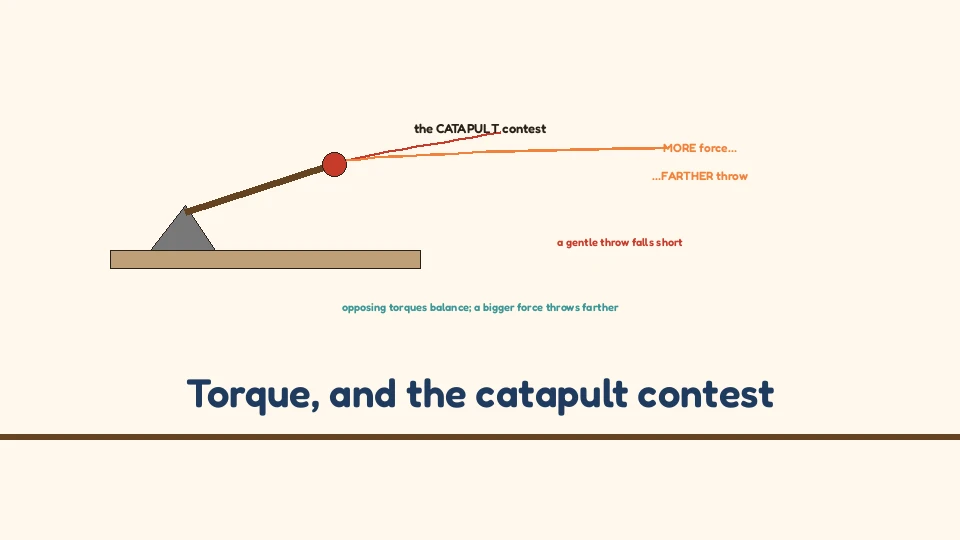 the CATAPULT contest
MORE force...
...FARTHER throw
a gentle throw falls short
opposing torques balance; a bigger force throws farther
Torque, and the catapult contest